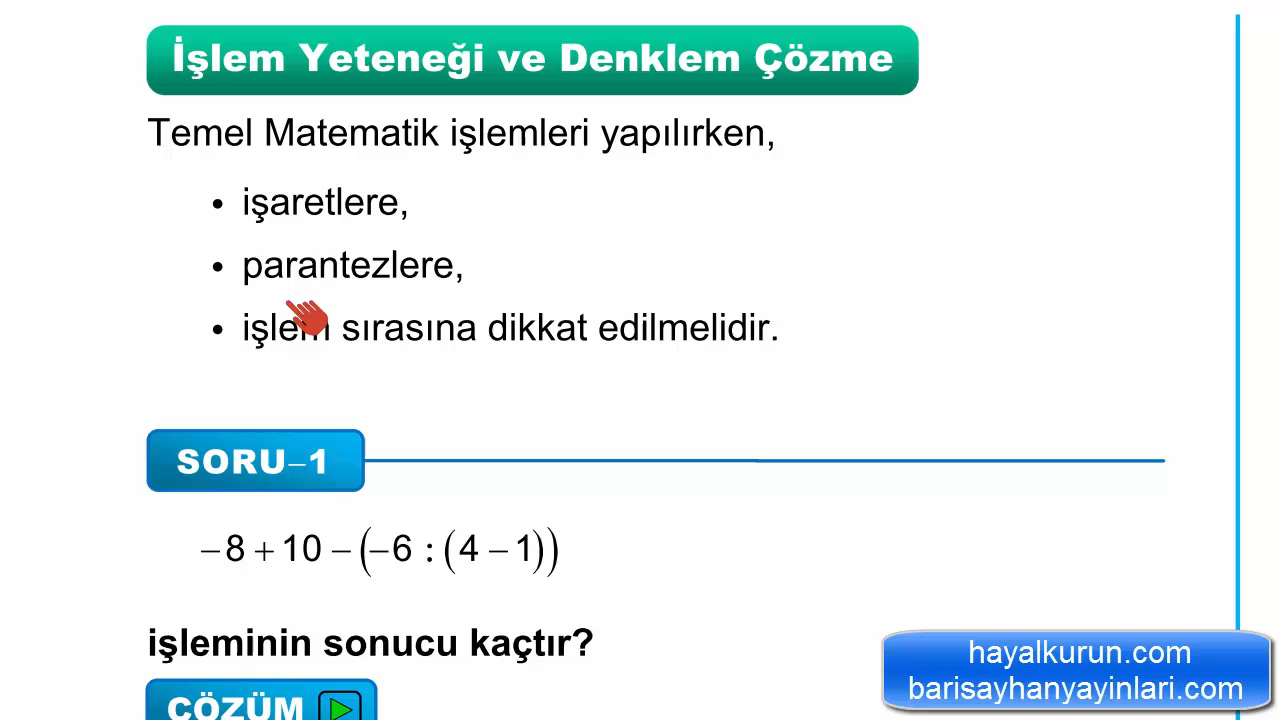 İşlem Yeteneği ve Denklem Çözme
Temel Matematik işlemleri yapılırken,
• işaretlere,
• parantezlere,
• işlem sırasına dikkat edilmelidir.
SORU–1
−8 + 10 − (−6 : (4 − 1))
işleminin sonucu kaçtır?
hayalkurun.com
barisayhanyayinlari.com
ÇÖZÜM